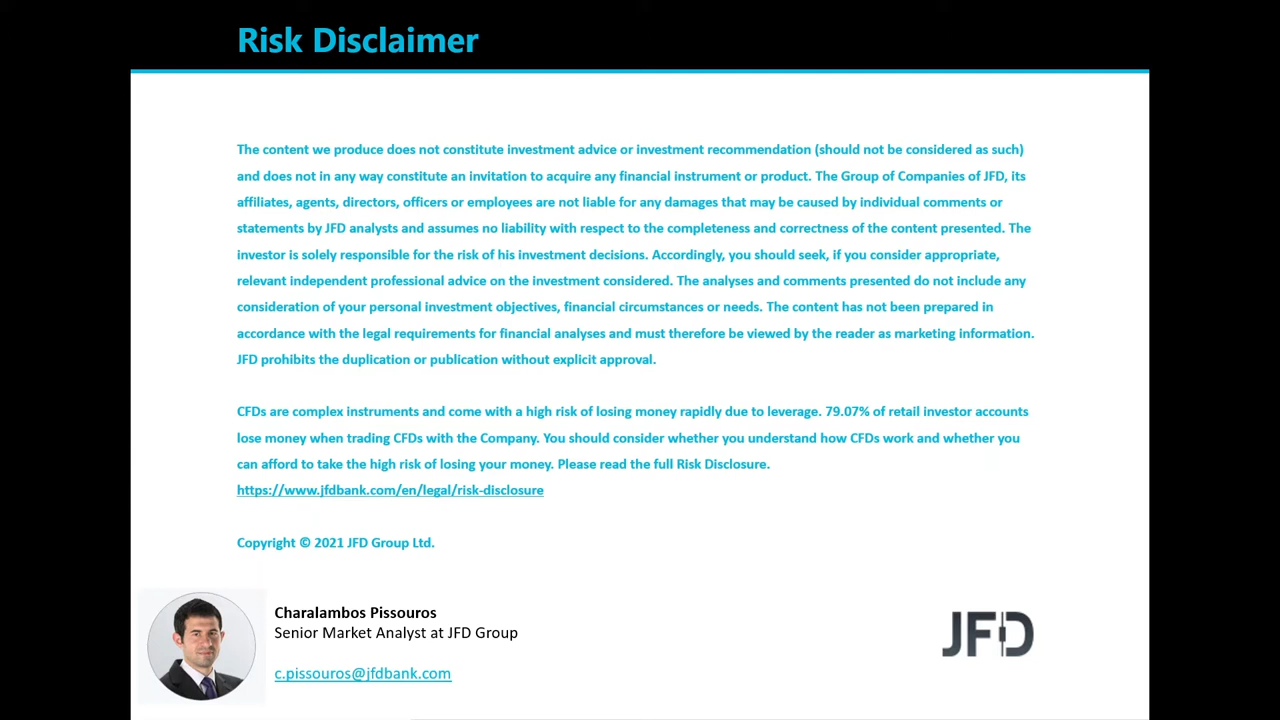 Risk Disclaimer
The content we produce does not constitute investment advice or investment recommendation (should not be considered as such)
and does not in any way constitute an invitation to acquire any financial instrument or product. The Group of Companies of JFD, its
affiliates, agents, directors, officers or employees are not liable for any damages that may be caused by individual comments or
statements by JFD analysts and assumes no liability with respect to the completeness and correctness of the content presented. The
investor is solely responsible for the risk of his investment decisions. Accordingly, you should seek, if you consider appropriate,
relevant independent professional advice on the investment considered. The analyses and comments presented do not include any
consideration of your personal investment objectives, financial circumstances or needs. The content has not been prepared in
accordance with the legal requirements for financial analyses and must therefore be viewed by the reader as marketing information.
JFD prohibits the duplication or publication without explicit approval.
CFDs are complex instruments and come with a high risk of losing money rapidly due to leverage. 79.07% of retail investor accounts
lose money when trading CFDs with the Company. You should consider whether you understand how CFDs work and whether you
can afford to take the high risk of losing your money. Please read the full Risk Disclosure.
https://www.jfdbank.com/en/legal/risk-disclosure
Copyright © 2021 JFD Group Ltd.
Charalambos Pissouros
Senior Market Analyst at JFD Group
c.pissouros@jfdbank.com
JFD